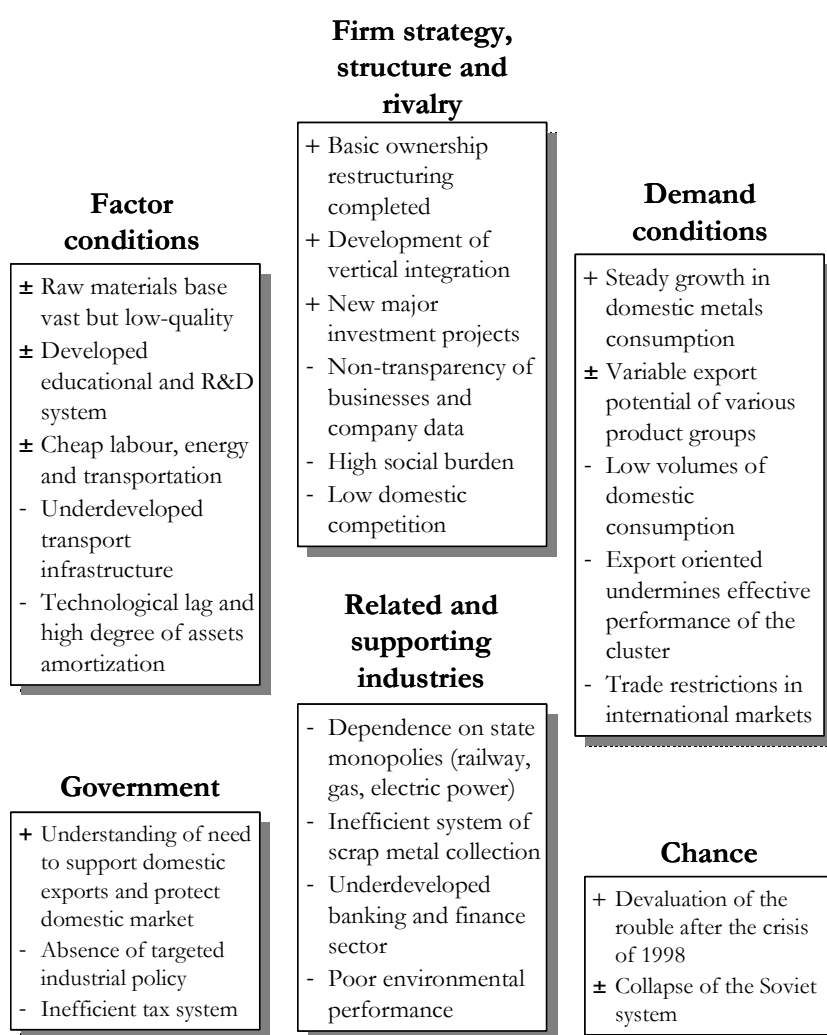 Firm strategy,
structure and
rivalry
+ Basic ownership
restructuring
completed
+ Development of
vertical integration
+ New major
investment projects
- Non-transparency of
businesses and
company data
- High social burden
- Low domestic
competition
Factor
conditions
± Raw materials base
vast but low-quality
± Developed
educational and R&D
system
± Cheap labour, energy
and transportation
- Underdeveloped
transport
infrastructure
- Technological lag and
high degree of assets
amortization
Demand
conditions
+ Steady growth in
domestic metals
consumption
± Variable export
potential of various
product groups
- Low volumes of
domestic
consumption
- Export oriented
undermines effective
performance of the
cluster
- Trade restrictions in
international markets
Related and
supporting
industries
- Dependence on state
monopolies (railway,
gas, electric power)
- Inefficient system of
scrap metal collection
- Underdeveloped
banking and finance
sector
- Poor environmental
performance
Government
+ Understanding of need
to support domestic
exports and protect
domestic market
- Absence of targeted
industrial policy
- Inefficient tax system
Chance
+ Devaluation of the
rouble after the crisis
of 1998
± Collapse of the Soviet
system